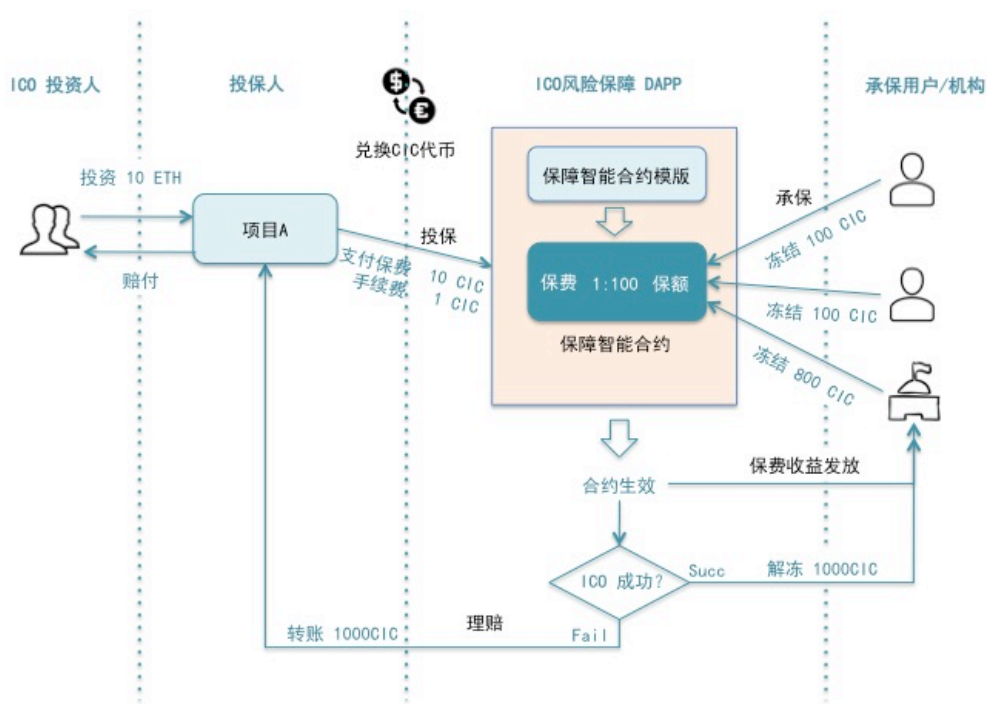 ICO 投资人
投保人
ICO风险保障 DAPP
承保用户/机构
兑换CIC代币
投资 10 ETH
项目A
赔付
投保
支付保费 10 CIC
手续费 1 CIC
保障智能合约模版
保费 1:100 保额
保障智能合约
承保
冻结 100 CIC
冻结 100 CIC
冻结 800 CIC
合约生效
保费收益发放
ICO 成功?
Succ
解冻 1000CIC
Fail
理赔
转账 1000CIC